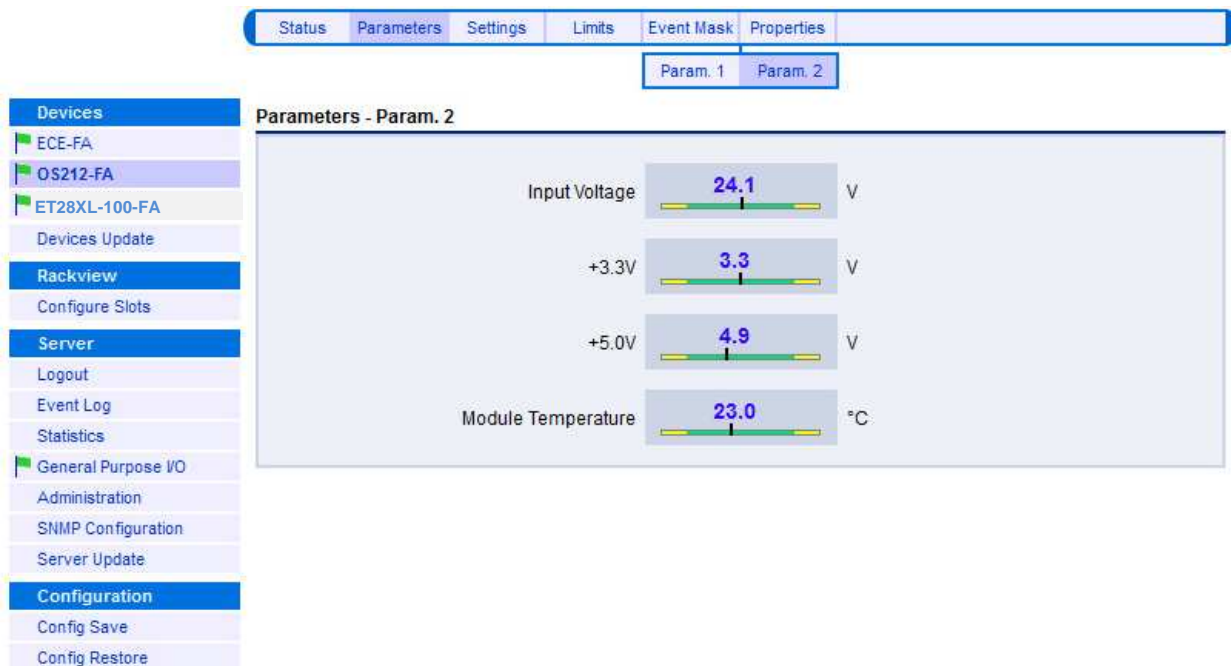 Status Parameters Settings Limits Event Mask Properties
Param. 1 Param. 2
Devices
ECE-FA
OS212-FA
ET28XL-100-FA
Devices Update
Rackview
Configure Slots
Server
Logout
Event Log
Statistics
General Purpose I/O
Administration
SNMP Configuration
Server Update
Configuration
Config Save
Config Restore
Parameters - Param. 2
Input Voltage 24.1 V
+3.3V 3.3 V
+5.0V 4.9 V
Module Temperature 23.0 °C